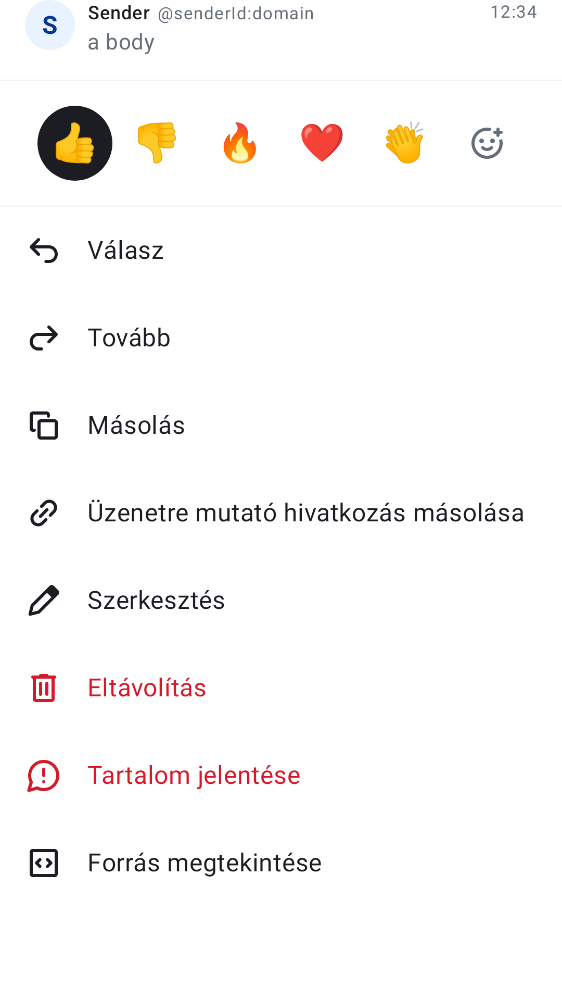 S
Sender @senderId:domain 12:34
a body
Válasz
Tovább
Másolás
Üzenetre mutató hivatkozás másolása
Szerkesztés
Eltávolítás
Tartalom jelentése
Forrás megtekintése